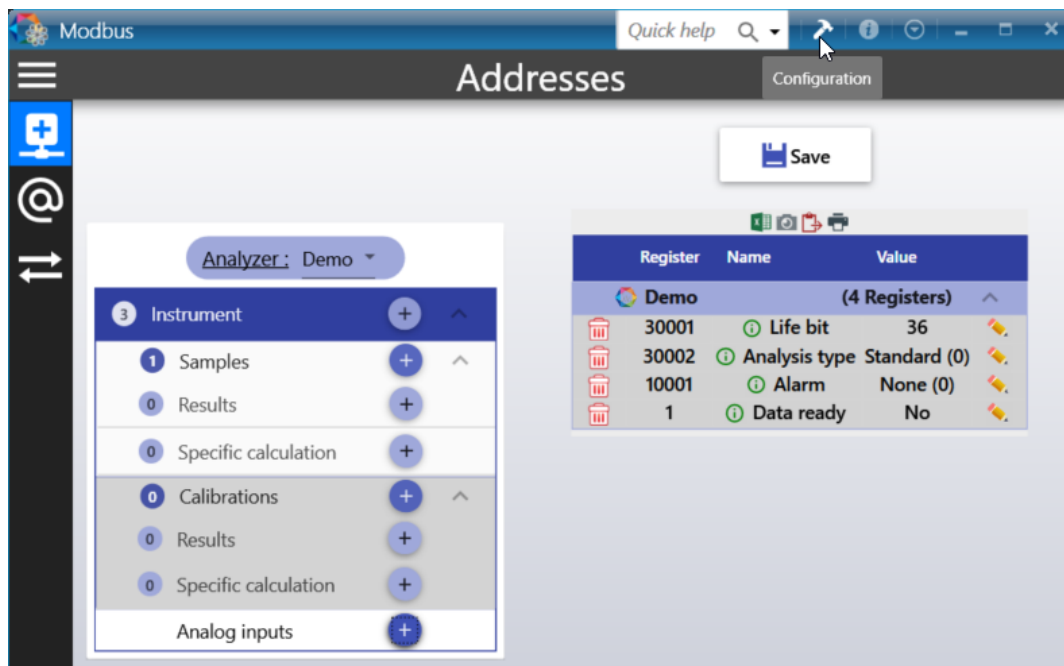 Modbus
Quick help
Addresses
Configuration
Save
Analyzer : Demo
3 Instrument +
1 Samples +
0 Results +
0 Specific calculation +
0 Calibrations +
0 Results +
0 Specific calculation +
Analog inputs +
Register Name Value
Demo (4 Registers)
30001 Life bit 36
30002 Analysis type Standard (0)
10001 Alarm None (0)
1 Data ready No